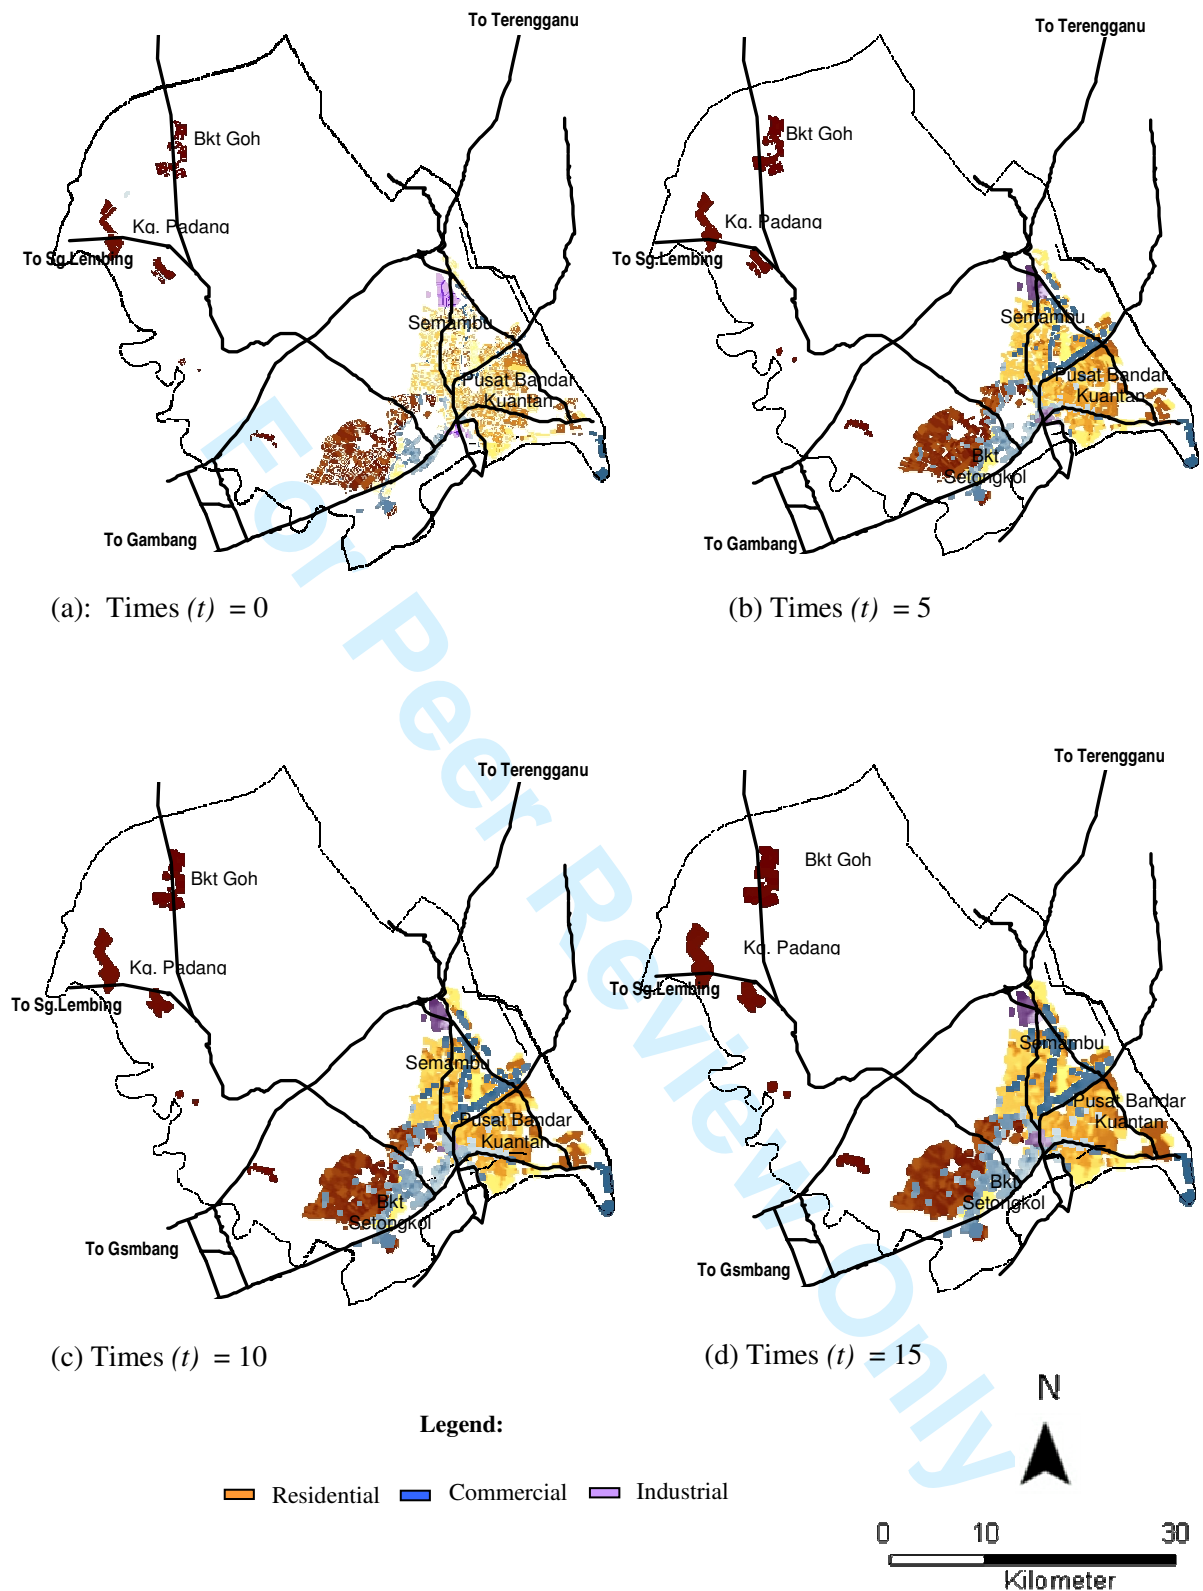 To Terengganu
Bkt Goh
Kg. Padang
To Sg.Lembing
Semambu
Pusat Bandar
Kuantan
To Gambang
(a): Times (t) = 0
To Terengganu
Bkt Goh
Kg. Padang
To Sg.Lembing
Semambu
Pusat Bandar
Kuantan
Bkt
Setongkol
To Gambang
(b) Times (t) = 5
To Terengganu
Bkt Goh
Kg. Padang
To Sg.Lembing
Semambu
Pusat Bandar
Kuantan
Bkt
Setongkol
To Gsmbang
(c) Times (t) = 10
To Terengganu
Bkt Goh
Kg. Padang
To Sg.Lembing
Semambu
Pusat Bandar
Kuantan
Bkt
Setongkol
To Gsmbang
(d) Times (t) = 15
For Peer Review Only
N
Legend:
Residential Commercial Industrial
0 10 30
Kilometer